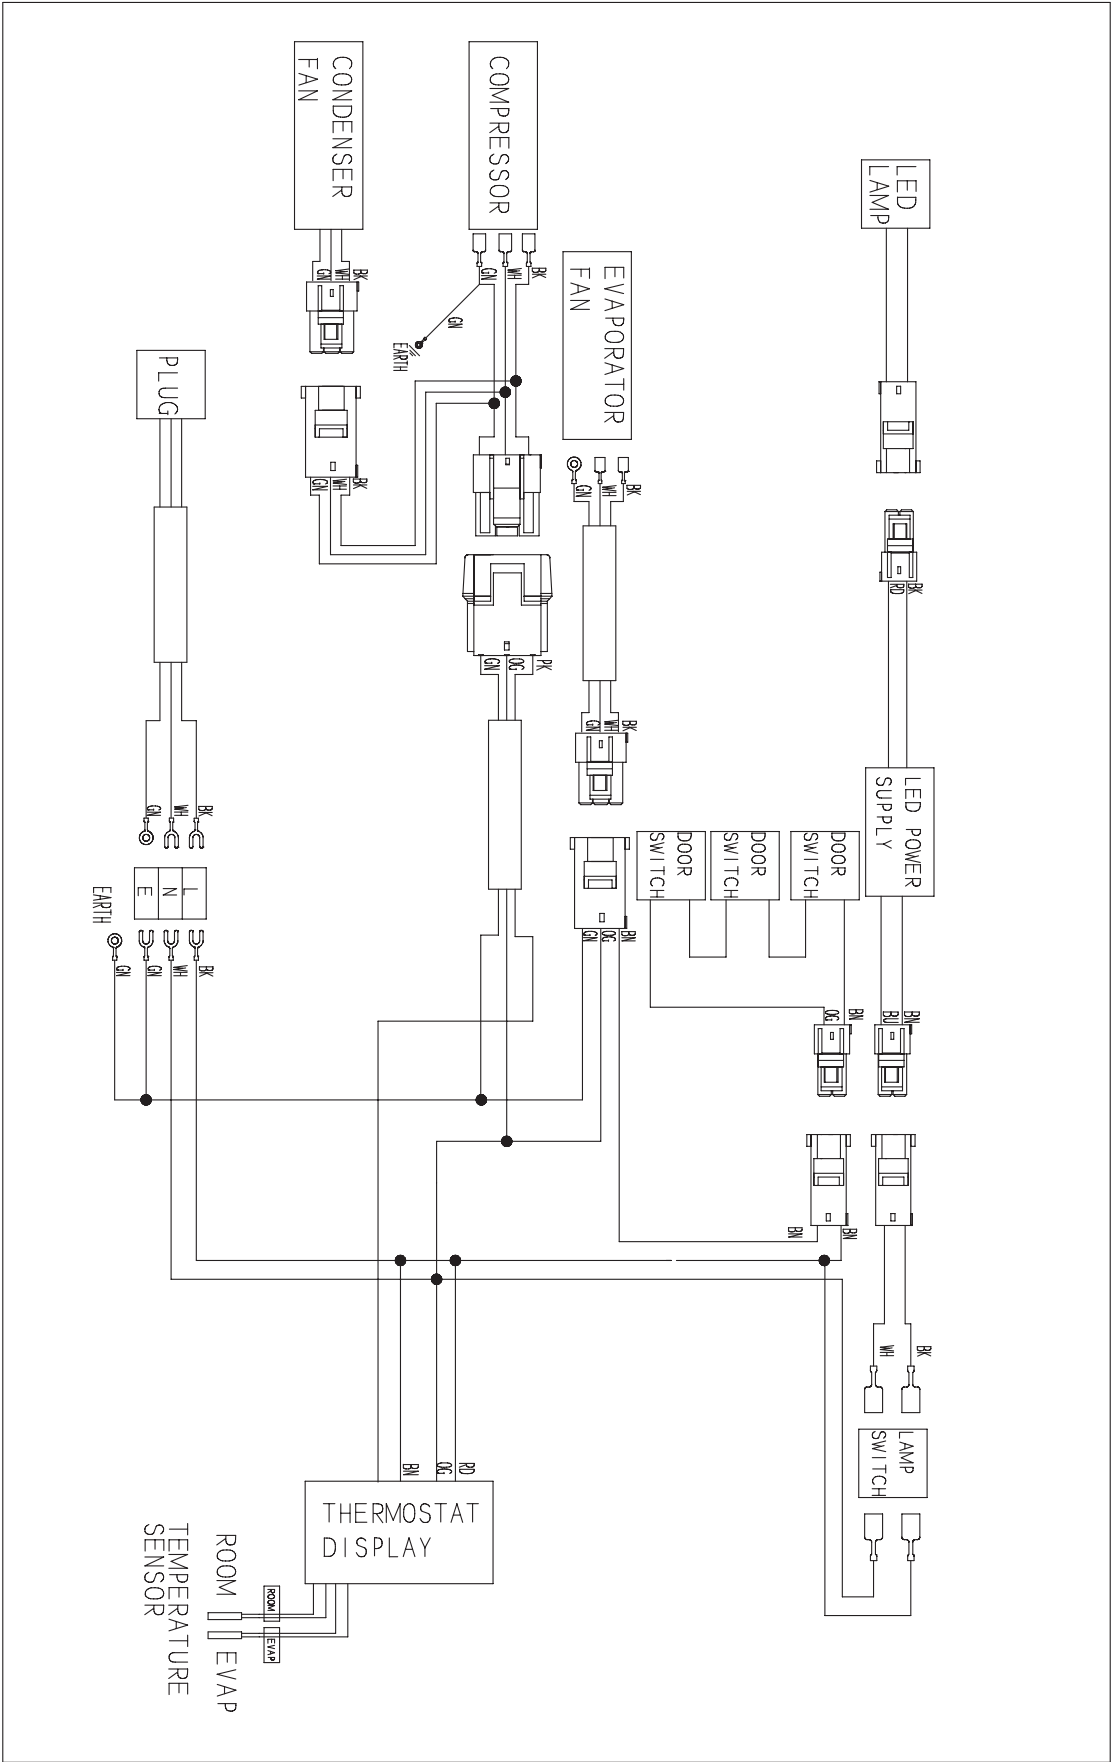 CONDENSER
FAN
COMPRESSOR
LED
LAMP
GN
WH
BK
GN
WH
BK
GN
EARTH
EVAPORATOR
FAN
PLUG
GN
WH
BK
GN
WH
BK
RD
BK
GN
OG
PK
GN
WH
BK
LED POWER
SUPPLY
DOOR
SWITCH
DOOR
SWITCH
DOOR
SWITCH
GN
WH
BK
E
N
L
EARTH
GN
GN
WH
BK
GN
OG
BN
OG
BN
BU
BN
BN
BN
WH
BK
LAMP
SWITCH
BN
OG
RD
THERMOSTAT
DISPLAY
ROOM
EVAP
ROOM
EVAP
TEMPERATURE
SENSOR